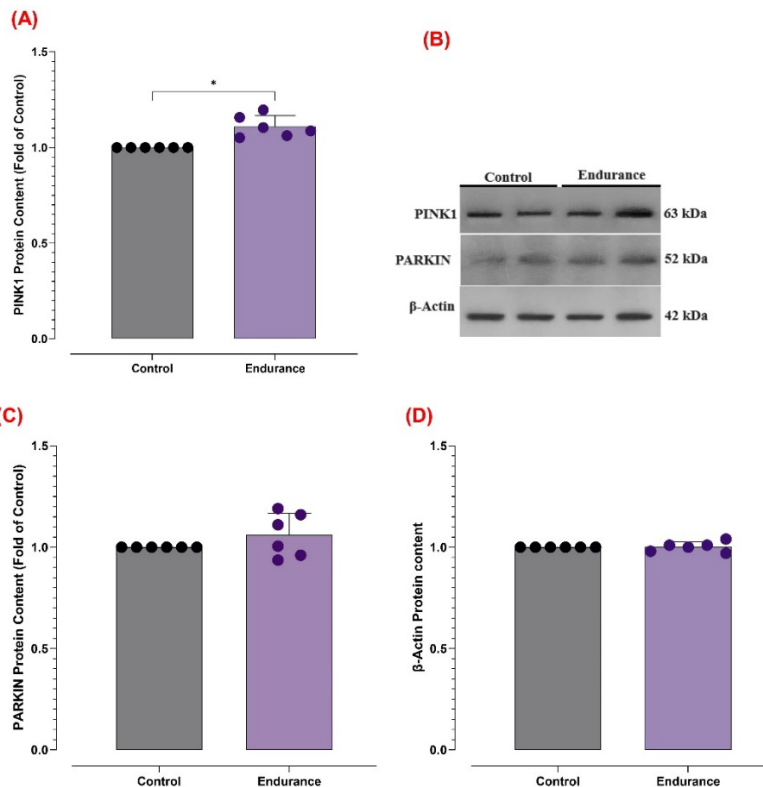 (A)
PINK1 Protein Content (Fold of Control)
1.5
1.0
0.5
0.0
*
Control
Endurance
(B)
Control
Endurance
PINK1
63 kDa
PARKIN
52 kDa
β-Actin
42 kDa
(C)
PARKIN Protein Content (Fold of Control)
1.5
1.0
0.5
0.0
Control
Endurance
(D)
β-Actin Protein content
1.5
1.0
0.5
0.0
Control
Endurance